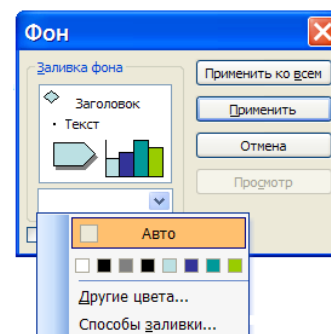 Фон
Заливка фона
Заголовок
• Текст
Применить ко всем
Применить
Отмена
Просмотр
Авто
Другие цвета...
Способы заливки...